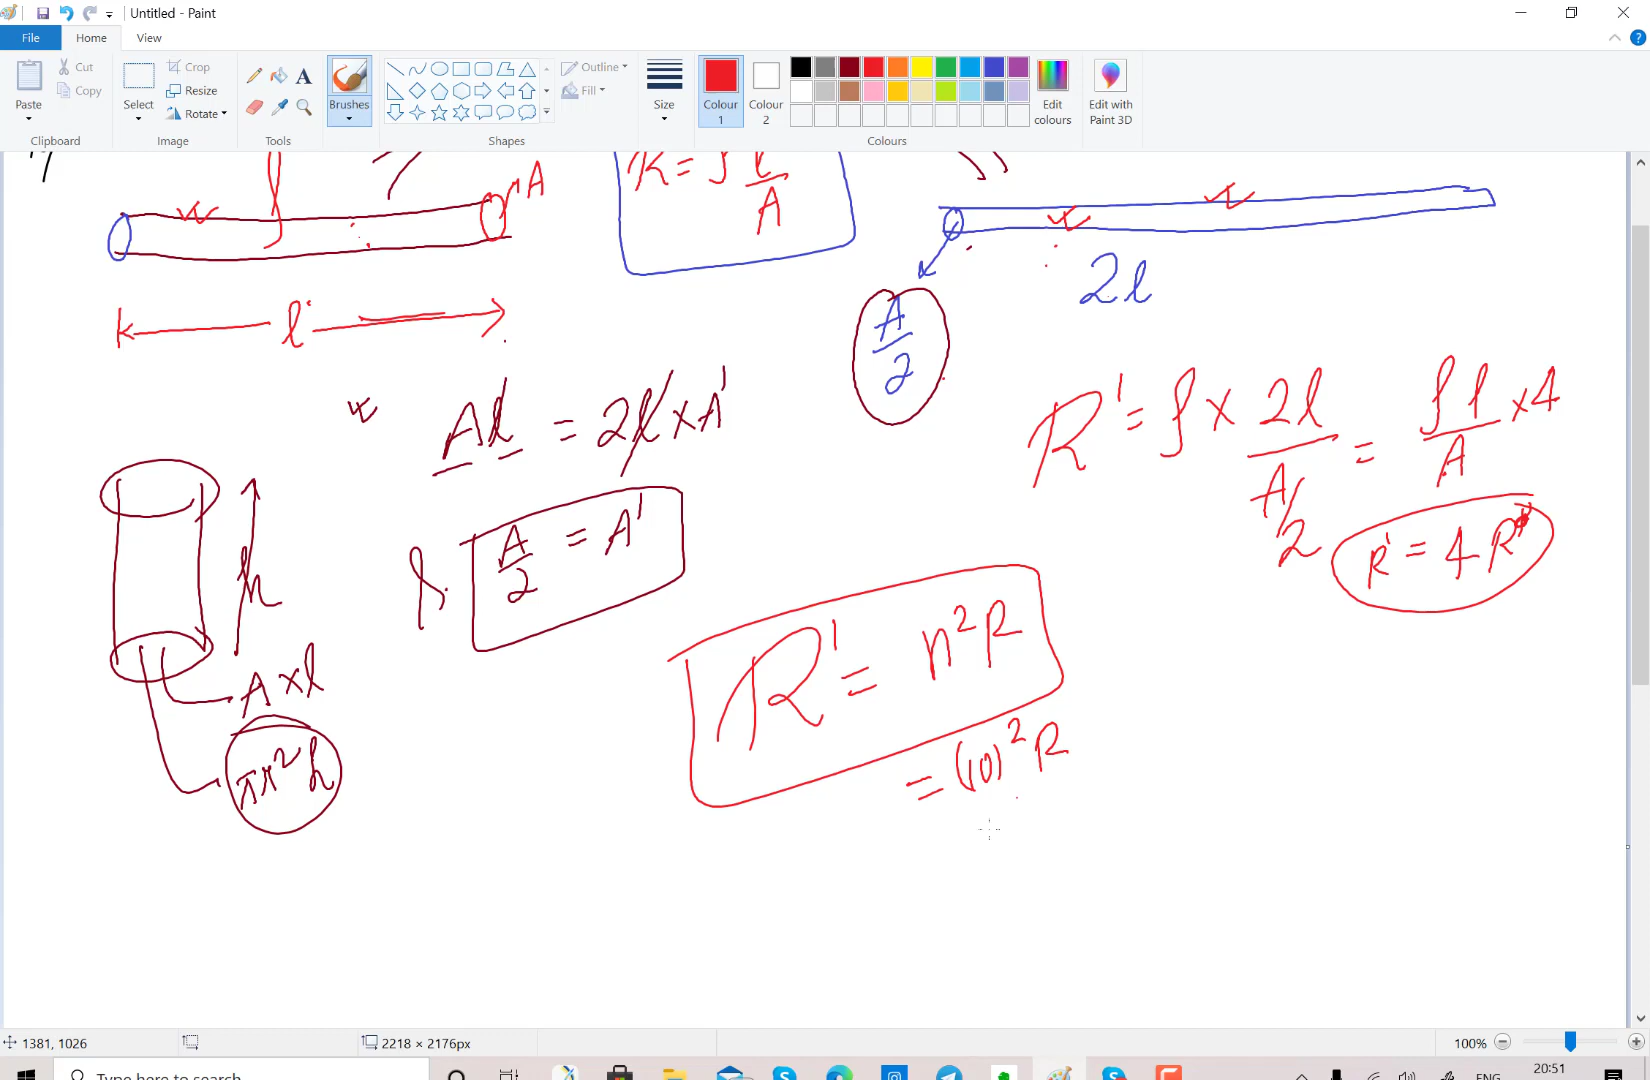 Untitled - Paint
File Home View
Paste
Cut
Copy
Clipboard
Select
Crop
Resize
Rotate
Image
Tools
Brushes
Shapes
Outline
Fill
Size
Colour 1
Colour 2
Edit colours
Edit with Paint 3D
Colours
A
R = ρ l/A
l
2l
A/2
Al = 2l × A'
R' = ρ × 2l/A/2 = ρl/A × 4
A/2 = A'
R' = 4R
h
R' = n²R
A × l
= (10)² R
πr²h
1381, 1026
2218 × 2176px
100%
Type here to search
ENG
20:51